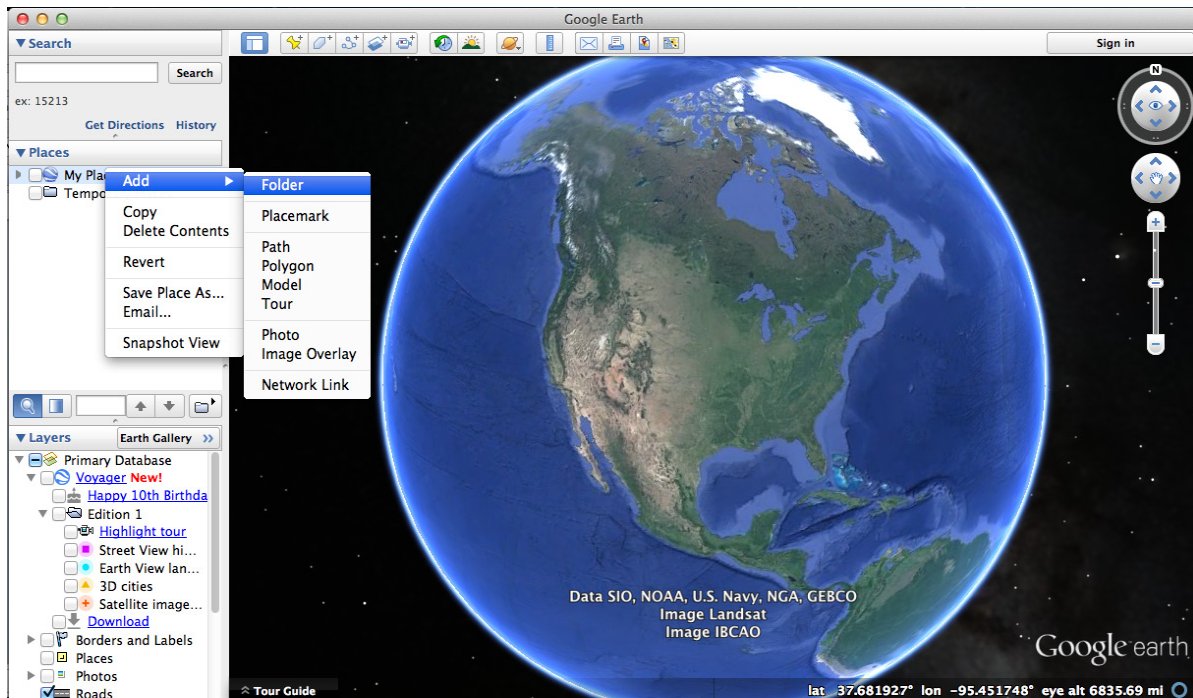 Google Earth
Search
Search
ex: 15213
Get Directions History
Places
My Pla
Tempo
Add
Copy
Delete Contents
Revert
Save Place As...
Email...
Snapshot View
Folder
Placemark
Path
Polygon
Model
Tour
Photo
Image Overlay
Network Link
Sign in
N
Layers
Earth Gallery >>
Primary Database
Voyager New!
Happy 10th Birthda
Edition 1
Highlight tour
Street View hi...
Earth View lan...
3D cities
Satellite image...
Download
Borders and Labels
Places
Photos
Roads
Data SIO, NOAA, U.S. Navy, NGA, GEBCO
Image Landsat
Image IBCAO
Google earth
Tour Guide
lat 37.681927° lon -95.451748° eye alt 6835.69 mi